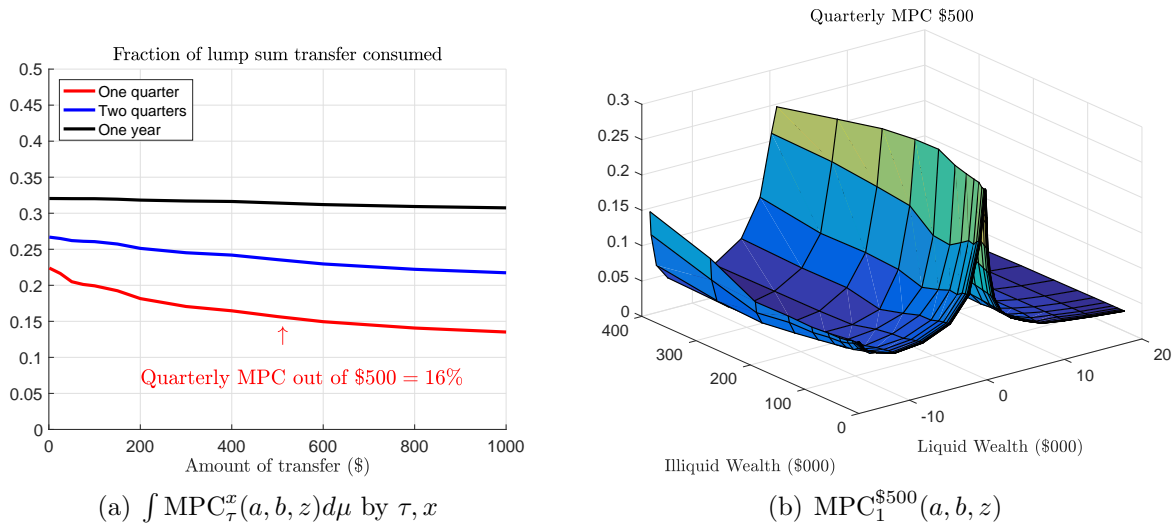 Fraction of lump sum transfer consumed
0.5
0.45
0.4
0.35
0.3
0.25
0.2
0.15
0.1
0.05
0
One quarter
Two quarters
One year
↑
Quarterly MPC out of $500 = 16%
0 200 400 600 800 1000
Amount of transfer ($)
(a) ∫ MPC^x_τ(a, b, z)dμ by τ, x
Quarterly MPC $500
0.3
0.25
0.2
0.15
0.1
0.05
0
400
300
200
100
0
-10
0
10
20
Illiquid Wealth ($000)
Liquid Wealth ($000)
(b) MPC^$500_1(a, b, z)